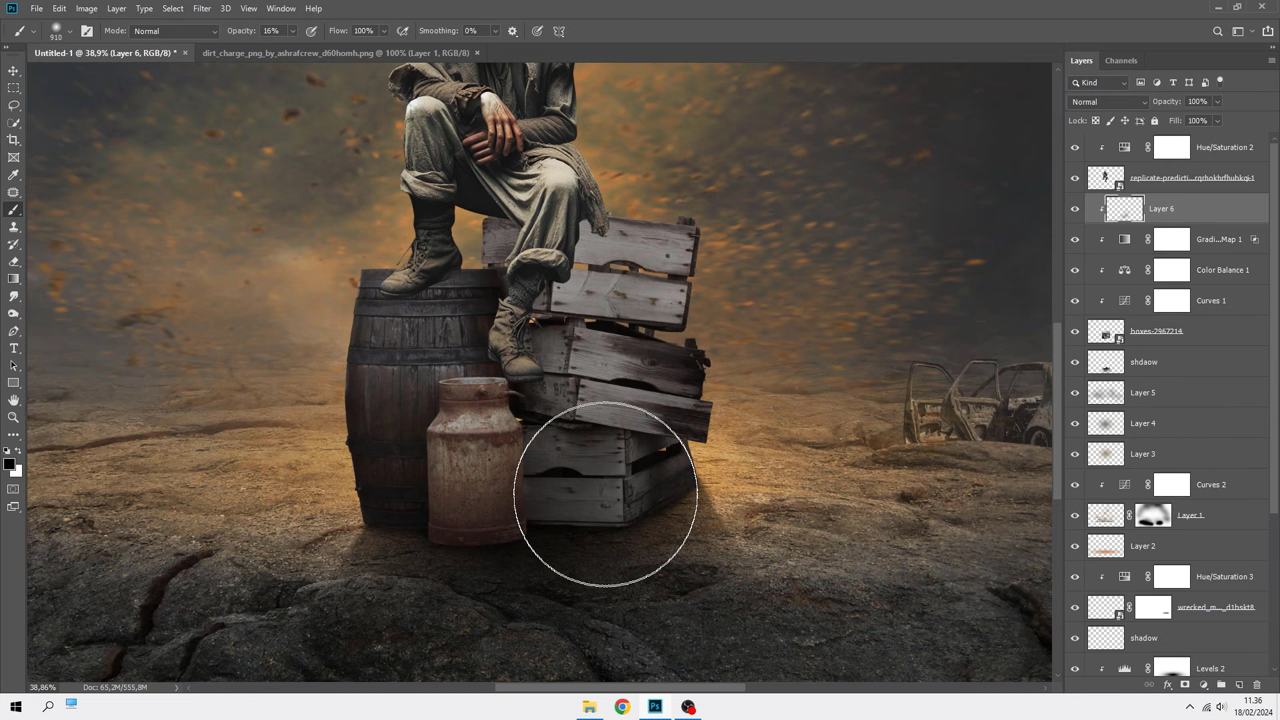 File Edit Image Layer Type Select Filter 3D View Window Help
910 Mode: Normal Opacity: 16% Flow: 100% Smoothing: 0%
Untitled-1 @ 38,9% (Layer 6, RGB/8) * × dirt_charge_png_by_ashrafcrew_d60homh.png @ 100% (Layer 1, RGB/8) ×
Layers Channels
Kind
Normal Opacity: 100%
Lock: Fill: 100%
Hue/Saturation 2
Layer 6
Gradi...Map 1
Color Balance 1
Curves 1
boxes-2967214
shdaow
Layer 5
Layer 4
Layer 3
Curves 2
Layer 1
Layer 2
Hue/Saturation 3
wrecked_m..._d1hskt8
shadow
Levels 2
38,86% Doc: 65,2M/555,8M
11.36
18/02/2024